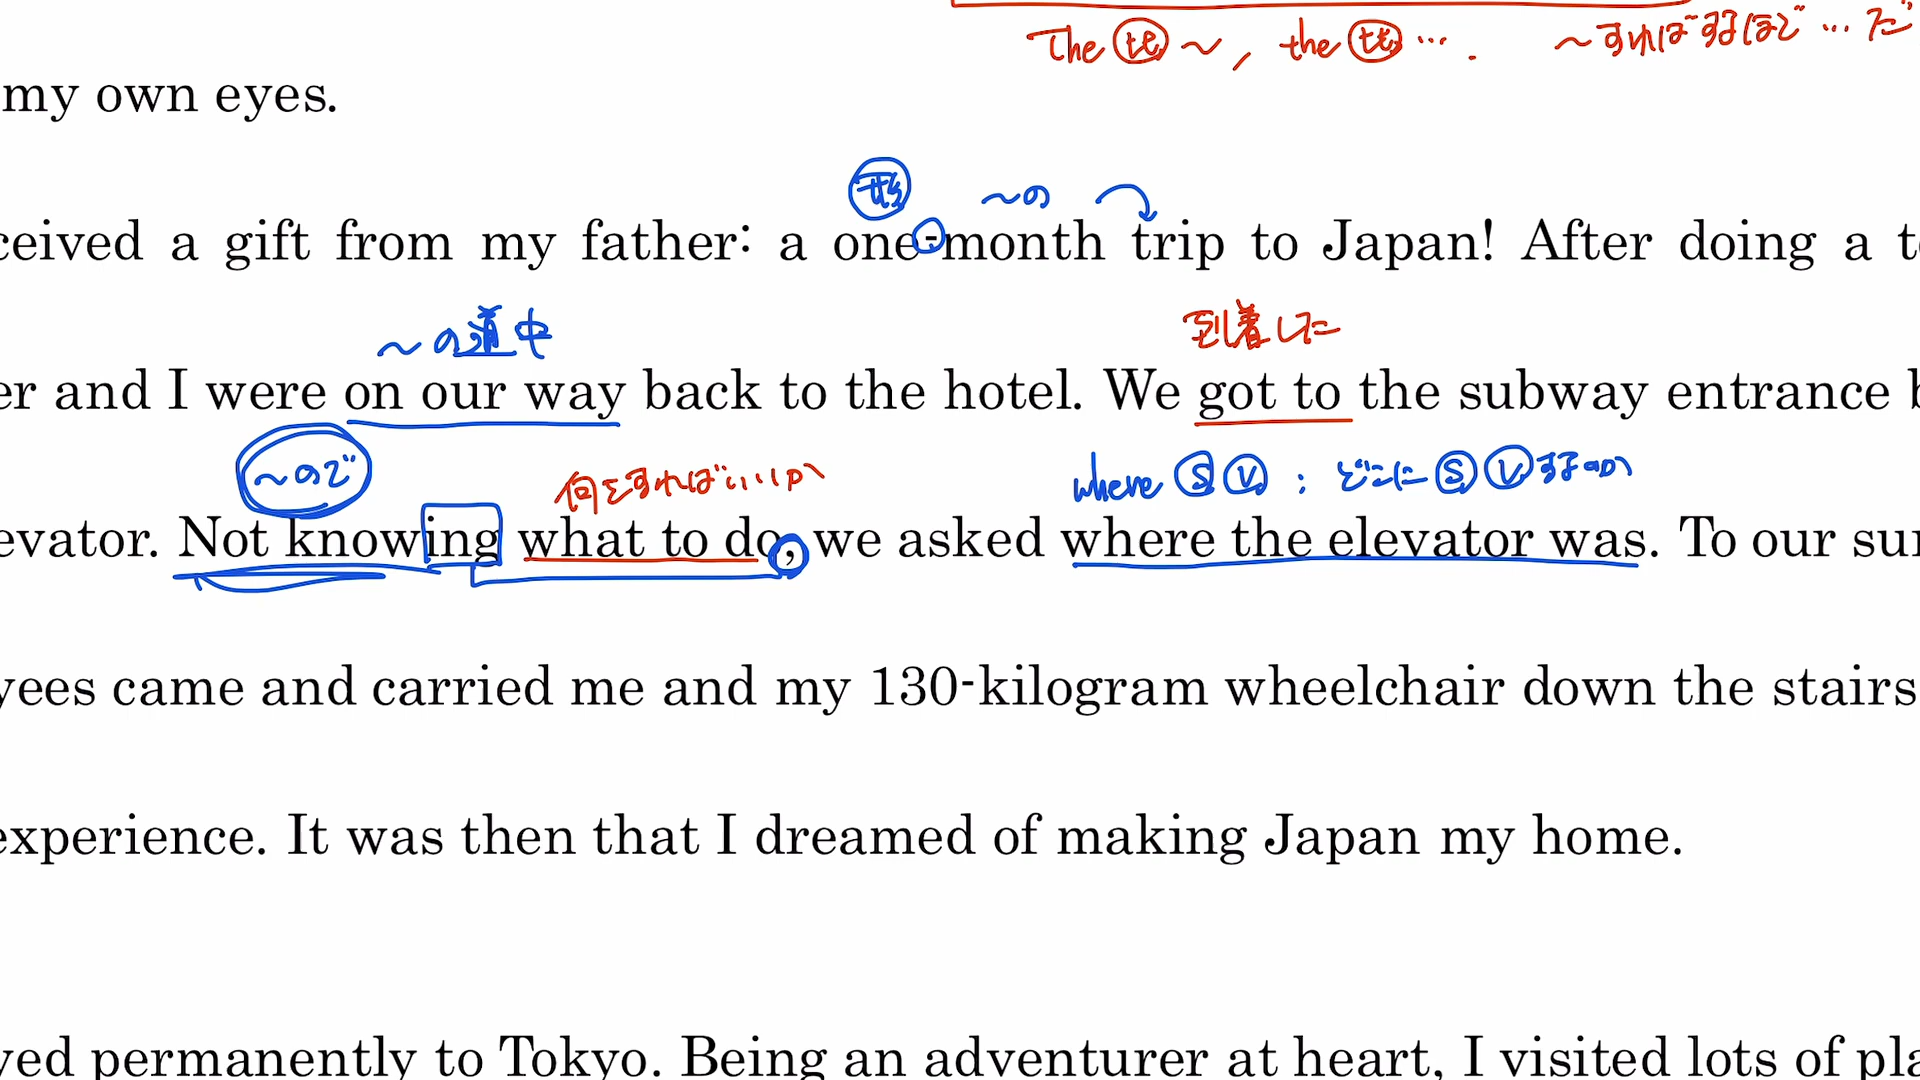 The 比 ～, the 比 ….　～すればするほど…だ
my own eyes.
形　～の
ceived a gift from my father: a one-month trip to Japan! After doing a t
～の道中　到着した
er and I were on our way back to the hotel. We got to the subway entrance b
～ので　何をすればいいか　where S V ; どこに S V するのか
evator. Not knowing what to do, we asked where the elevator was. To our sur
yees came and carried me and my 130-kilogram wheelchair down the stairs
experience. It was then that I dreamed of making Japan my home.
ved permanently to Tokyo. Being an adventurer at heart, I visited lots of pla